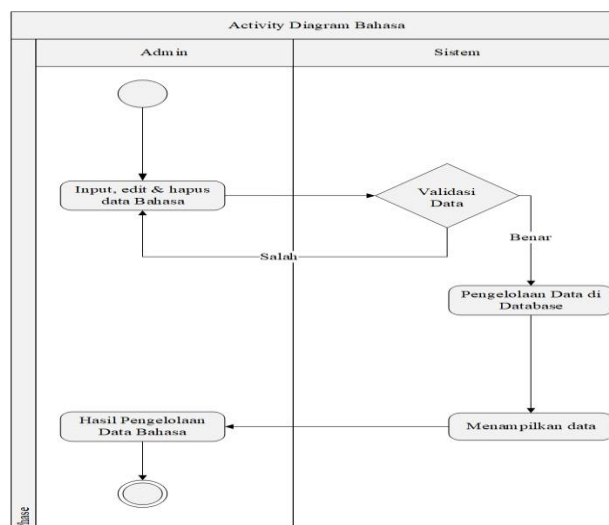 Activity Diagram Bahasa
Admin
Sistem
Input, edit & hapus
data Bahasa
Validasi
Data
Benar
Salah
Pengelolaan Data di
Database
Hasil Pengelolaan
Data Bahasa
Menampilkan data